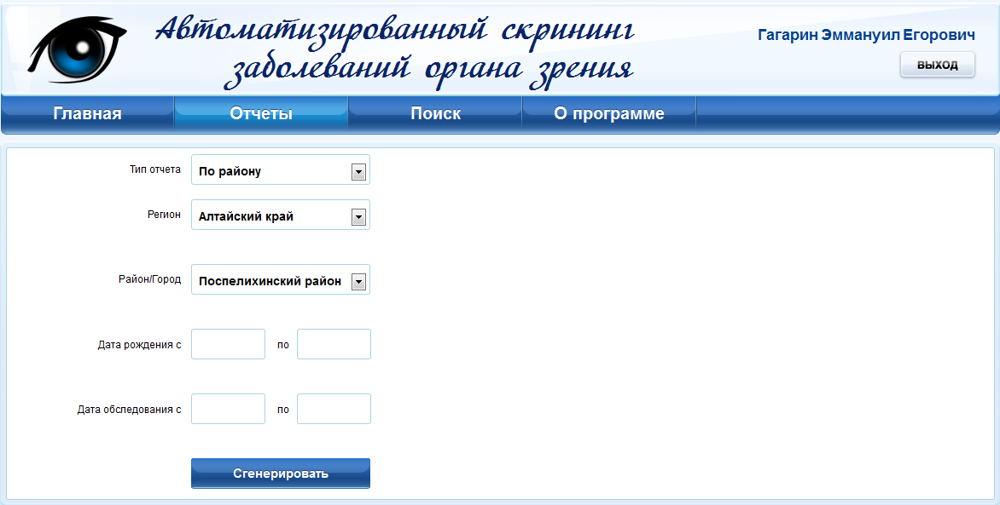 Автоматизированный скрининг
заболеваний органа зрения
Гагарин Эммануил Егорович
выход
Главная Отчеты Поиск О программе
Тип отчета По району
Регион Алтайский край
Район/Город Поспелихинский район
Дата рождения с по
Дата обследования с по
Сгенерировать